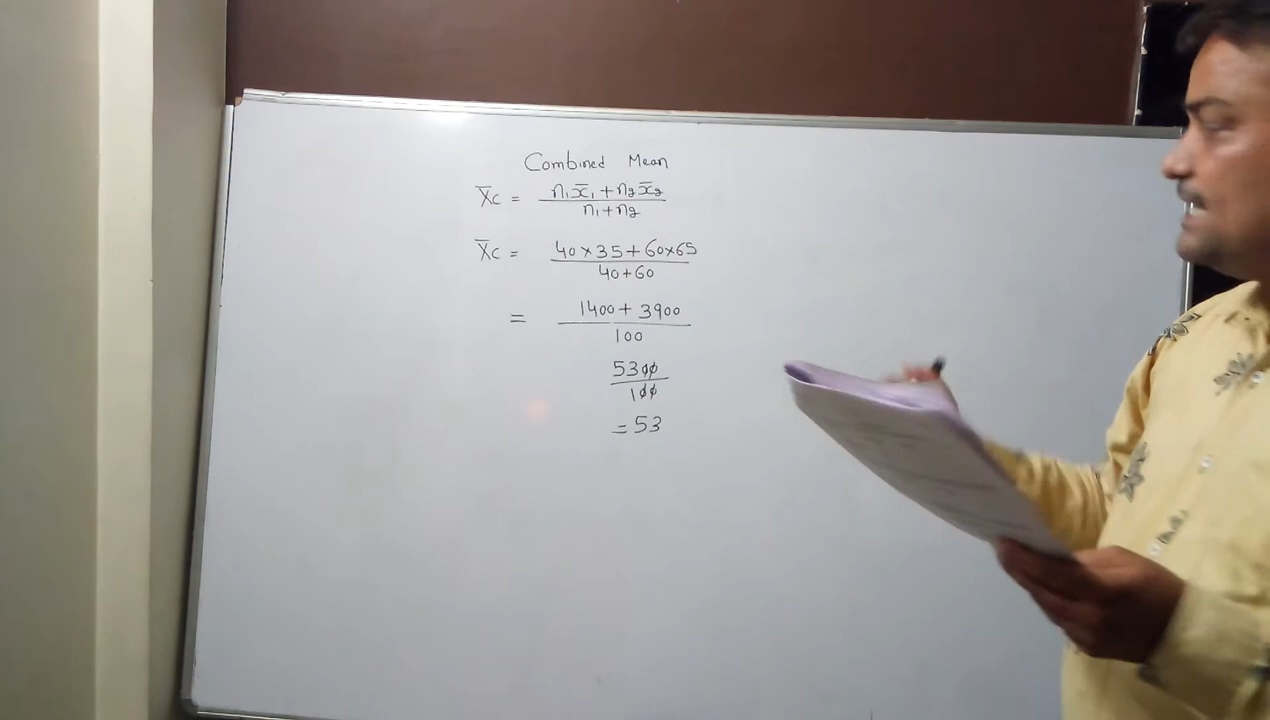 Combined Mean
X̄c = n₁x̄₁ + n₂x̄₂ / n₁ + n₂
X̄c = 40 × 35 + 60 × 65 / 40 + 60
= 1400 + 3900 / 100
5300 / 100
= 53